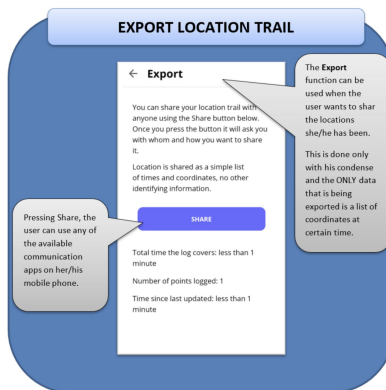 EXPORT LOCATION TRAIL
← Export
You can share your location trail with
anyone using the Share button below.
Once you press the button it will ask you
with whom and how you want to share
it.
Location is shared as a simple list
of times and coordinates, no other
identifying information.
SHARE
Total time the log covers: less than 1
minute
Number of points logged: 1
Time since last updated: less than 1
minute
The Export
function can be
used when the
user wants to shar
the locations
she/he has been.
This is done only
with his condense
and the ONLY data
that is being
exported is a list of
coordinates at
certain time.
Pressing Share, the
user can use any of
the available
communication
apps on her/his
mobile phone.